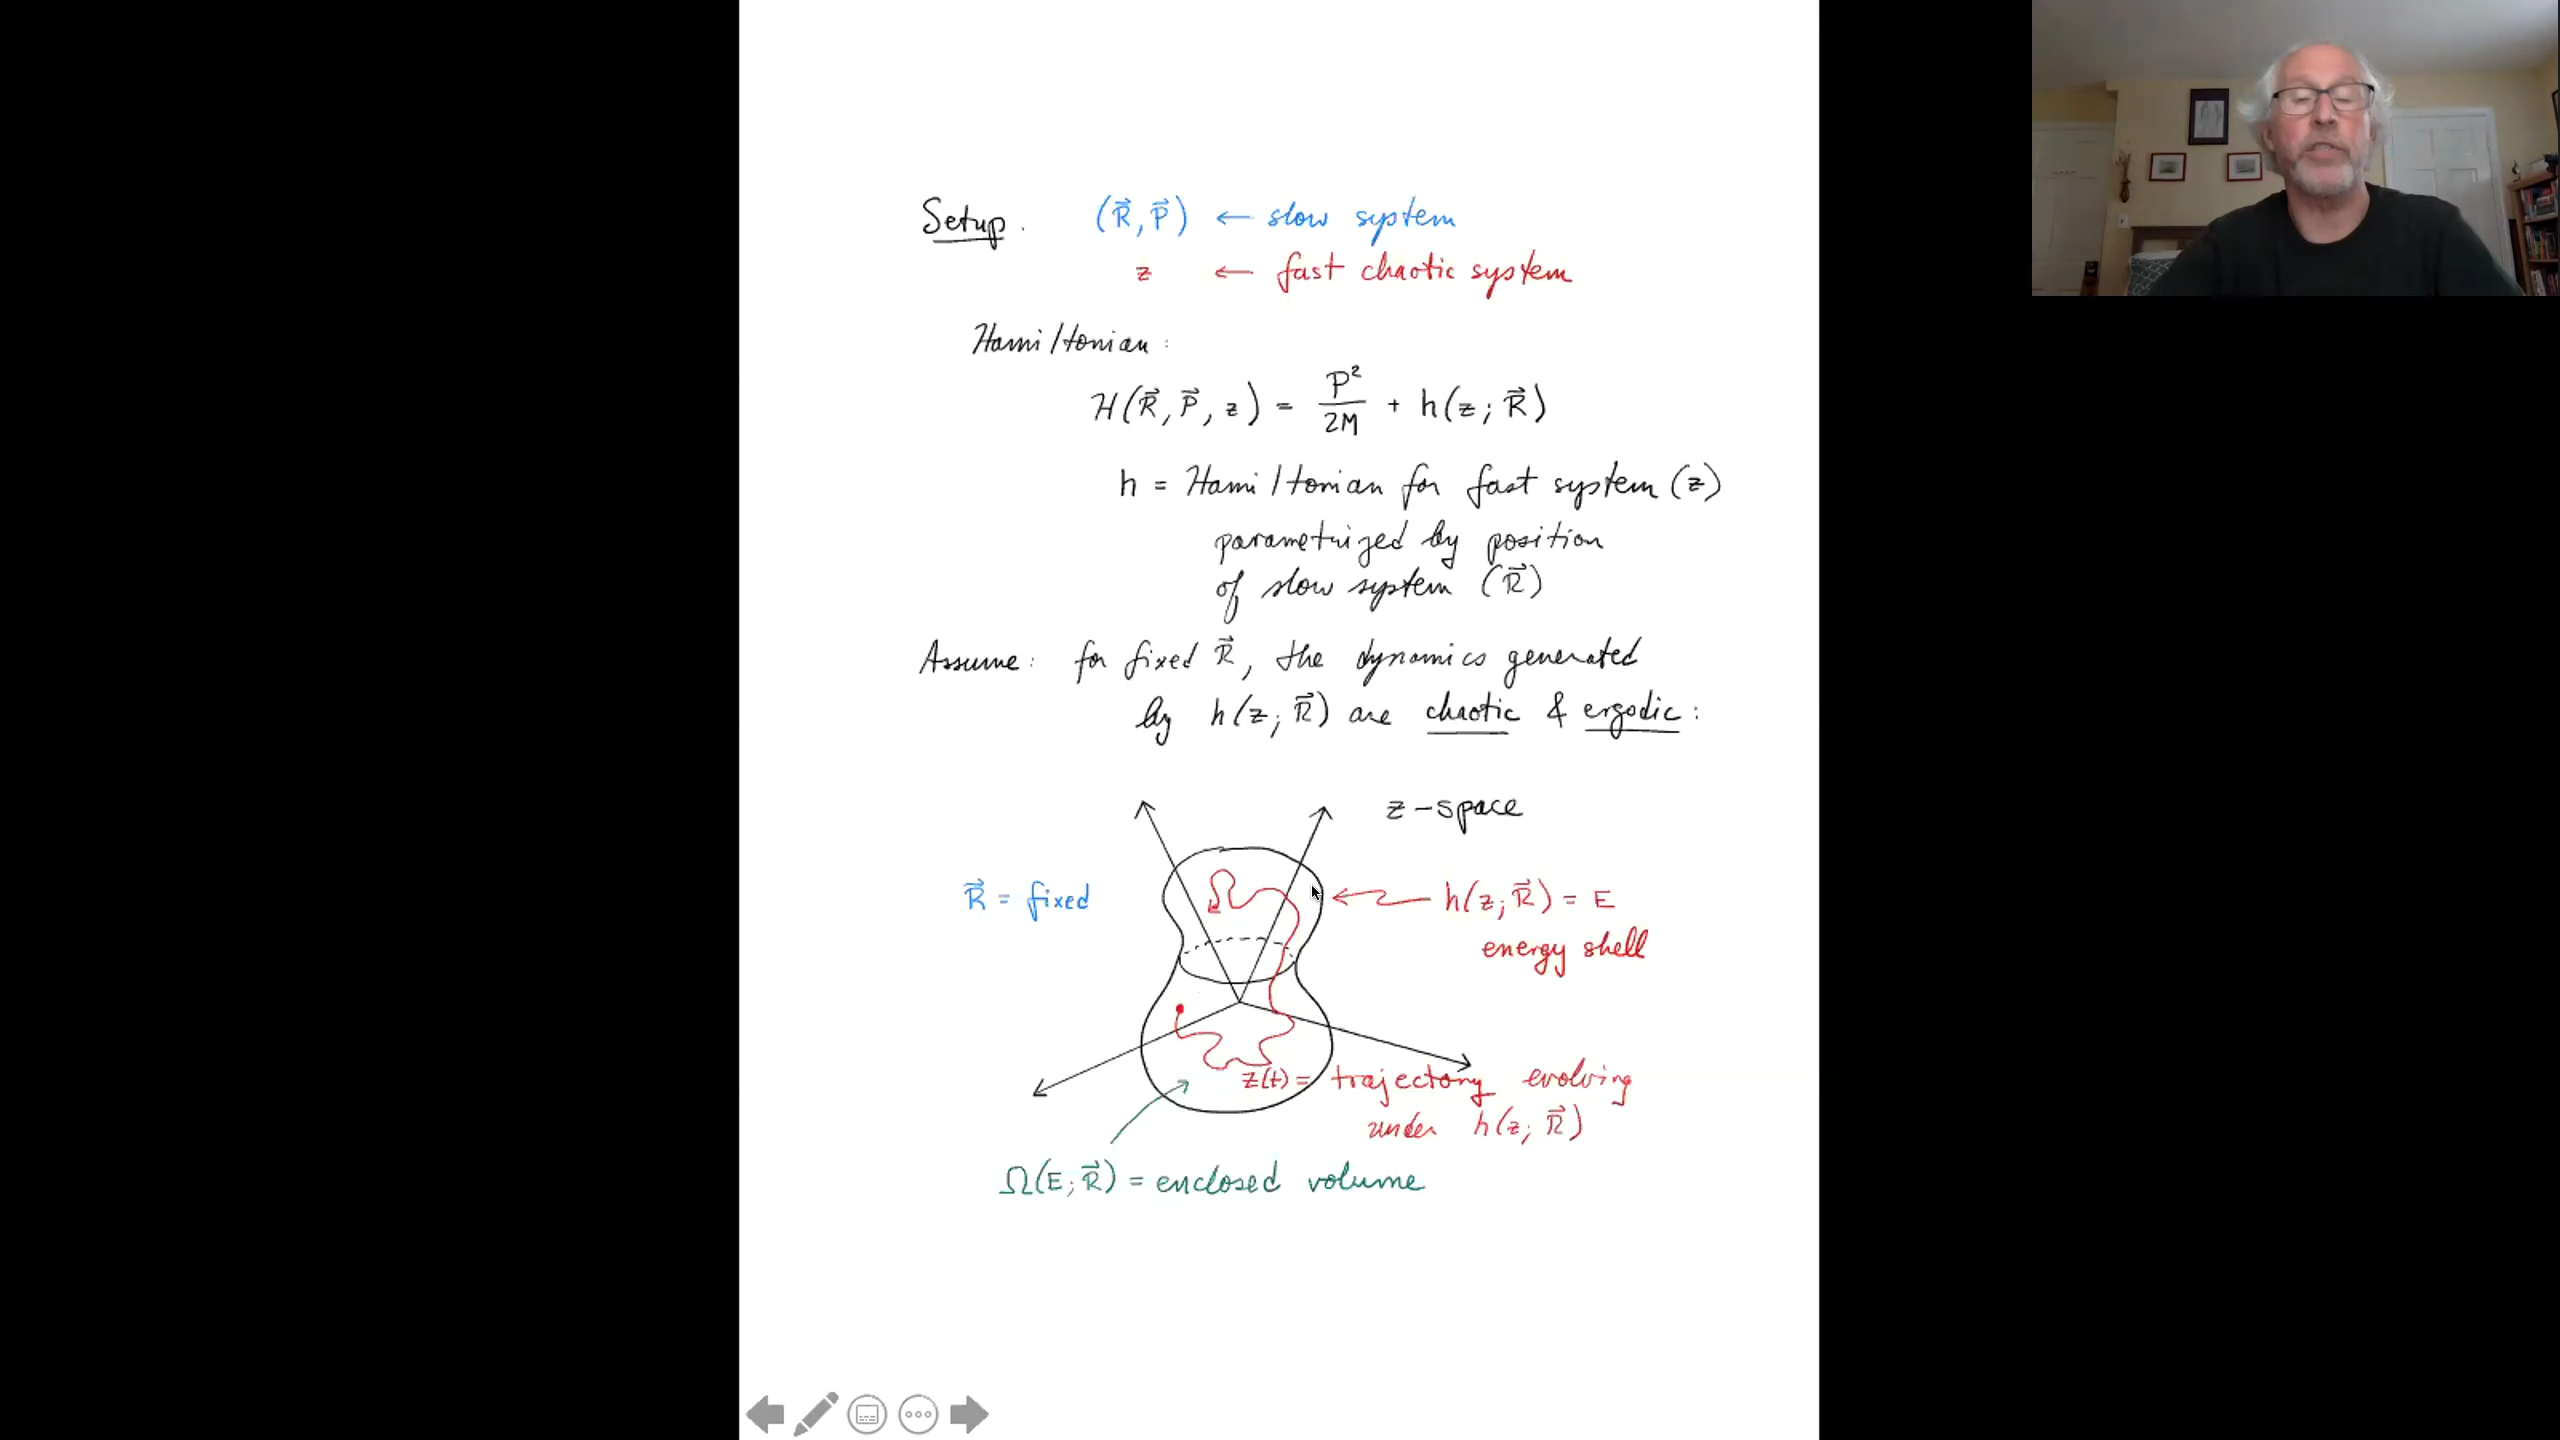 Setup. (R⃗, P⃗) ← slow system
z ← fast chaotic system
Hamiltonian:
H(R⃗, P⃗, z) = P²/2M + h(z; R⃗)
h = Hamiltonian for fast system (z)
parametrized by position
of slow system (R⃗)
Assume: for fixed R⃗, the dynamics generated
by h(z; R⃗) are chaotic & ergodic:
z-space
R⃗ = fixed
h(z; R⃗) = E
energy shell
z(t) = trajectory evolving
under h(z; R⃗)
Ω(E; R⃗) = enclosed volume